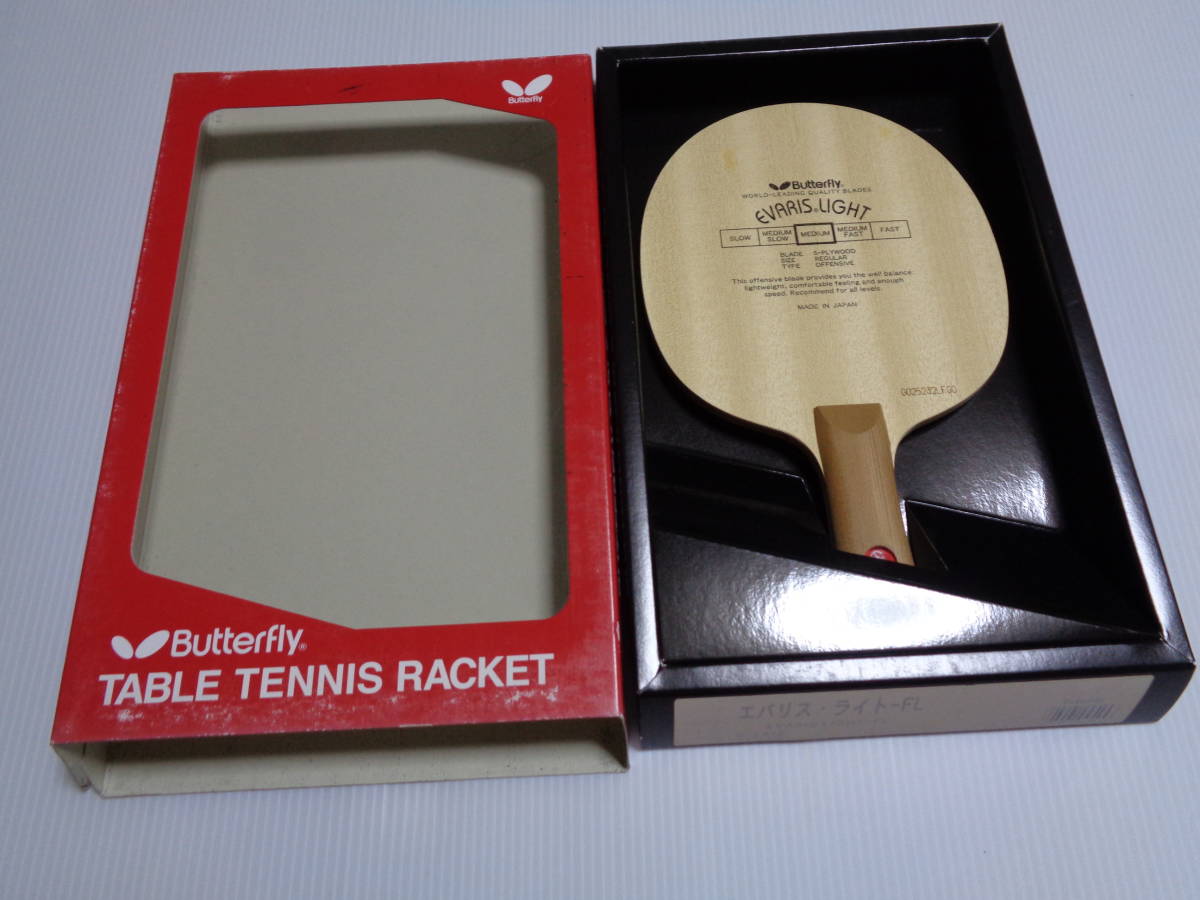 Butterfly
Butterfly®
TABLE TENNIS RACKET
Butterfly®
WORLD-LEADING QUALITY BLADES
EVARIS LIGHT
SLOW MEDIUM SLOW MEDIUM MEDIUM FAST FAST
BLADE 5-PLYWOOD
SIZE REGULAR
TYPE OFFENSIVE
This offensive blade provides you the well balance
lightweight, comfortable feeling and enough
speed. Recommend for all levels.
MADE IN JAPAN
エバリス・ライト-FL